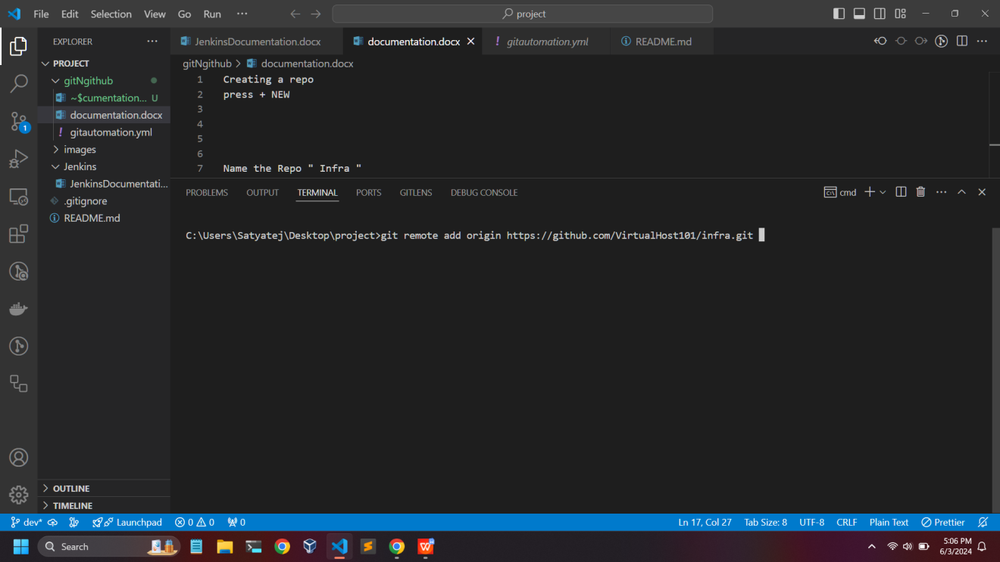 File Edit Selection View Go Run ··· project
EXPLORER ···
PROJECT
gitNgithub
~$cumentation... U
documentation.docx
gitautomation.yml
images
Jenkins
JenkinsDocumentati...
.gitignore
README.md
OUTLINE
TIMELINE
1
JenkinsDocumentation.docx documentation.docx gitautomation.yml README.md
gitNgithub > documentation.docx
1 Creating a repo
2 press + NEW
3
4
5
6
7 Name the Repo " Infra "
PROBLEMS OUTPUT TERMINAL PORTS GITLENS DEBUG CONSOLE cmd
C:\Users\Satyatej\Desktop\project>git remote add origin https://github.com/VirtualHost101/infra.git
dev* Launchpad 0 0 0 Ln 17, Col 27 Tab Size: 8 UTF-8 CRLF Plain Text Prettier
Search 5:06 PM
6/3/2024